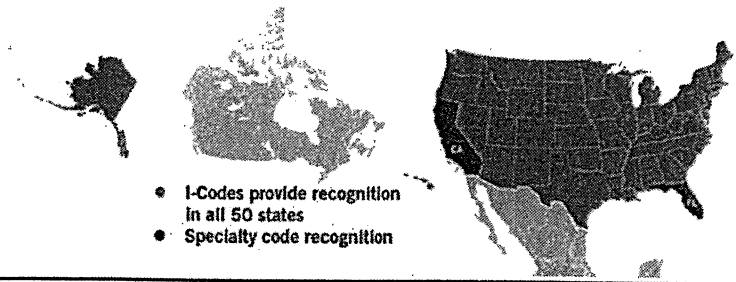 CA
FL
I-Codes provide recognition
in all 50 states
Specialty code recognition